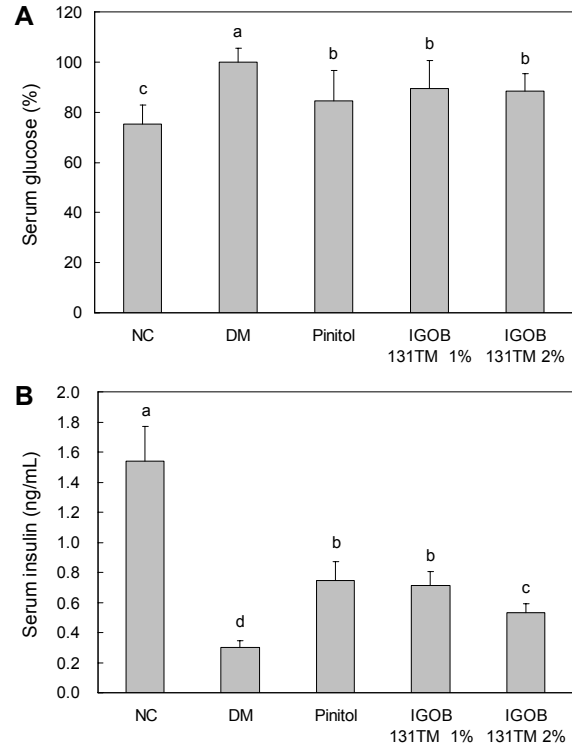 A
Serum glucose (%)
120
100
80
60
40
20
0
c
a
b
b
b
NC DM Pinitol IGOB IGOB
131TM 1% 131TM 2%
B
Serum insulin (ng/mL)
2.0
1.8
1.6
1.4
1.2
1.0
0.8
0.6
0.4
0.2
0.0
a
d
b
b
c
NC DM Pinitol IGOB IGOB
131TM 1% 131TM 2%